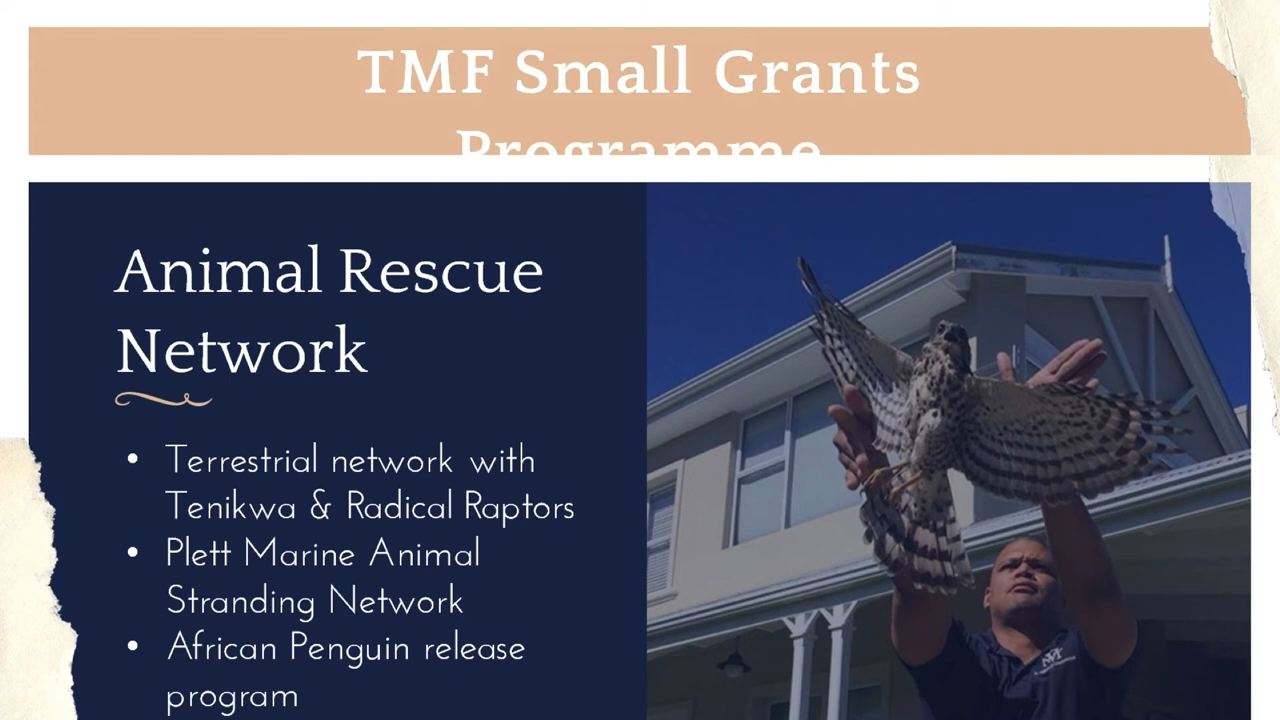 TMF Small Grants
Programme
Animal Rescue
Network
• Terrestrial network with
Tenikwa & Radical Raptors
• Plett Marine Animal
Stranding Network
• African Penguin release
program